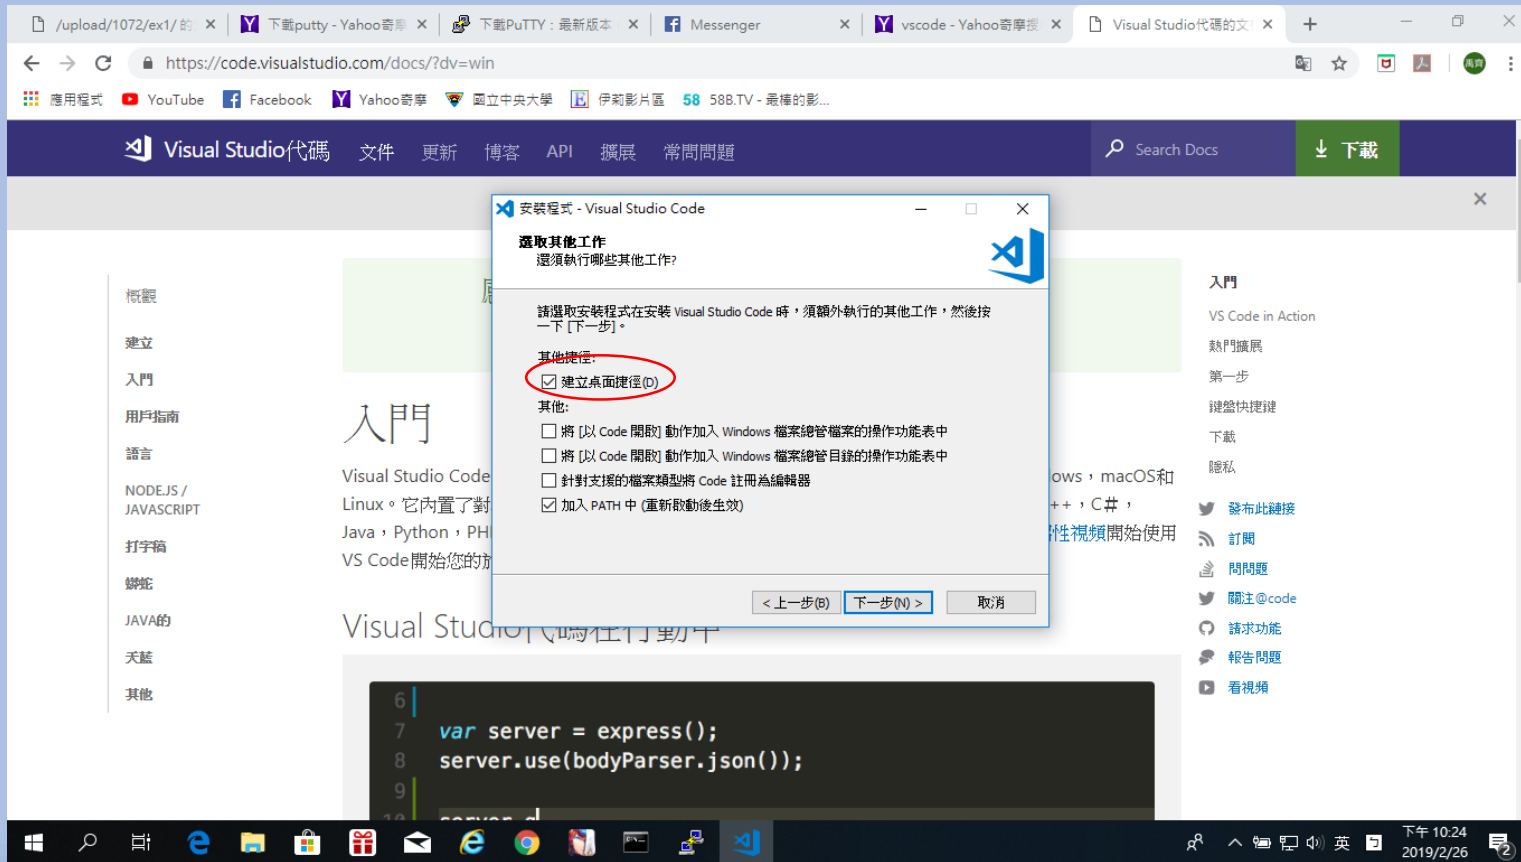 /upload/1072/ex1/ 的
下載putty - Yahoo奇摩
下載PuTTY：最新版本
Messenger
vscode - Yahoo奇摩搜
Visual Studio代碼的文
https://code.visualstudio.com/docs/?dv=win
應用程式
YouTube
Facebook
Yahoo奇摩
國立中央大學
伊莉影片區
58 58B.TV - 最棒的影...
Visual Studio代碼
文件
更新
博客
API
擴展
常問問題
Search Docs
下載
安裝程式 - Visual Studio Code
選取其他工作
還須執行哪些其他工作?
請選取安裝程式在安裝 Visual Studio Code 時，須額外執行的其他工作，然後按
一下 [下一步]。
其他捷徑:
建立桌面捷徑(D)
其他:
將 [以 Code 開啟] 動作加入 Windows 檔案總管檔案的操作功能表中
將 [以 Code 開啟] 動作加入 Windows 檔案總管目錄的操作功能表中
針對支援的檔案類型將 Code 註冊為編輯器
加入 PATH 中 (重新啟動後生效)
< 上一步(B)
下一步(N) >
取消
概觀
建立
入門
用戶指南
語言
NODE.JS /
JAVASCRIPT
打字稿
蟒蛇
JAVA的
天藍
其他
入門
Visual Studio Code
ows，macOS和
Linux。它內置了對
++，C＃，
Java，Python，PH
性視頻開始使用
VS Code開始您的旅
Visual Studio代碼在行動中
6
7 var server = express();
8 server.use(bodyParser.json());
9
10 server.g
入門
VS Code in Action
熱門擴展
第一步
鍵盤快捷鍵
下載
隱私
發布此鏈接
訂閱
問問題
關注@code
請求功能
報告問題
看視頻
英
下午 10:24
2019/2/26
2